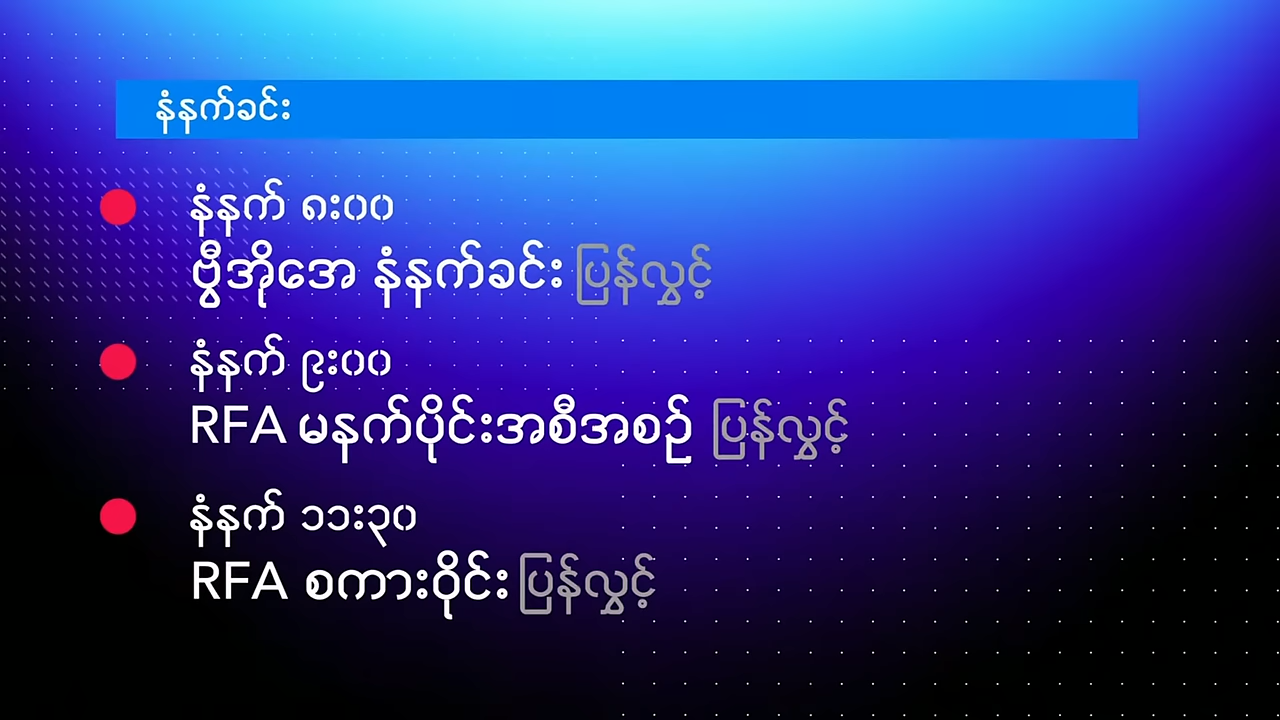 နံနက်ခင်း
နံနက် ၈း၀၀
ဗွီအိုအေ နံနက်ခင်း ပြန်လွှင့်
နံနက် ၉း၀၀
RFA မနက်ပိုင်းအစီအစဉ် ပြန်လွှင့်
နံနက် ၁၁း၃၀
RFA စကားဝိုင်း ပြန်လွှင့်